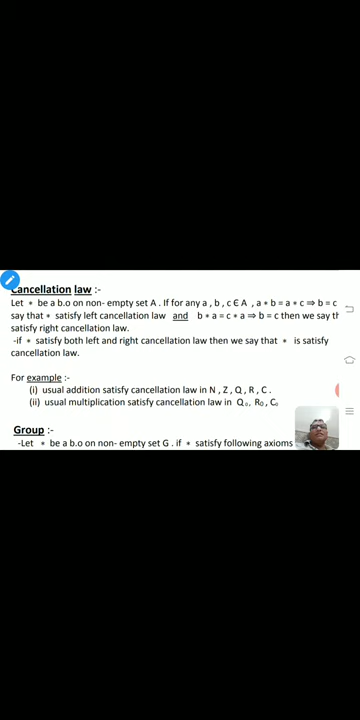 Cancellation law :-
Let * be a b.o on non- empty set A . If for any a , b , c Є A , a * b = a * c ⇒ b = c
say that * satisfy left cancellation law and b * a = c * a ⇒ b = c then we say th
satisfy right cancellation law.
-if * satisfy both left and right cancellation law then we say that * is satisfy
cancellation law.
For example :-
(i) usual addition satisfy cancellation law in N , Z , Q , R , C .
(ii) usual multiplication satisfy cancellation law in Q₀, R₀ , C₀
Group :-
-Let * be a b.o on non- empty set G . if * satisfy following axioms